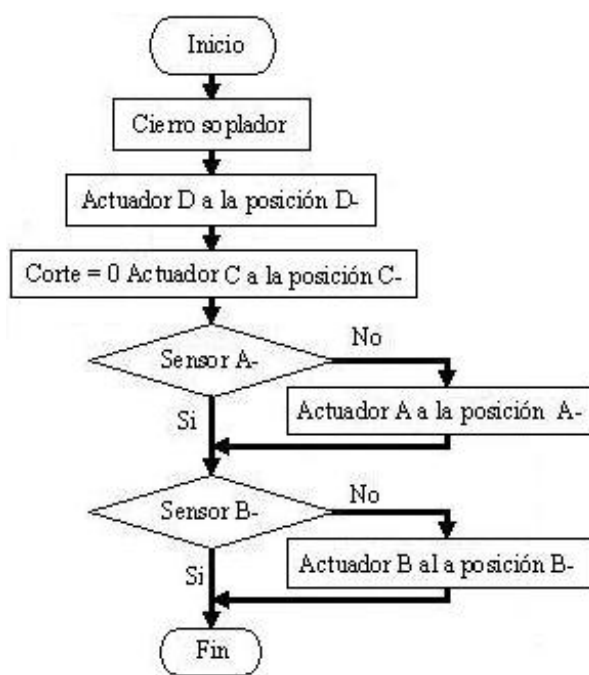 Inicio
Cierro soplador
Actuador D a la posición D-
Corte = 0 Actuador C a la posición C-
Sensor A-
No
Actuador A a la posición A-
Si
Sensor B-
No
Actuador B al a posición B-
Si
Fin